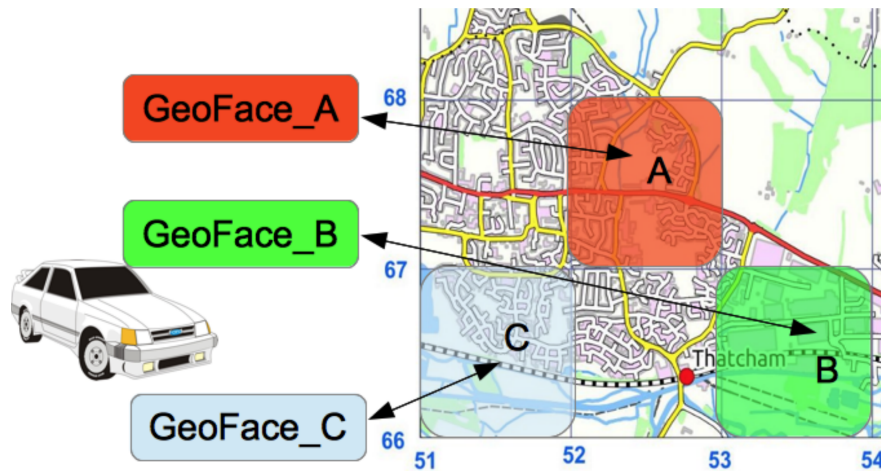 GeoFace_A
GeoFace_B
GeoFace_C
68
67
66
51
52
53
54
A
C
B
Thatcham